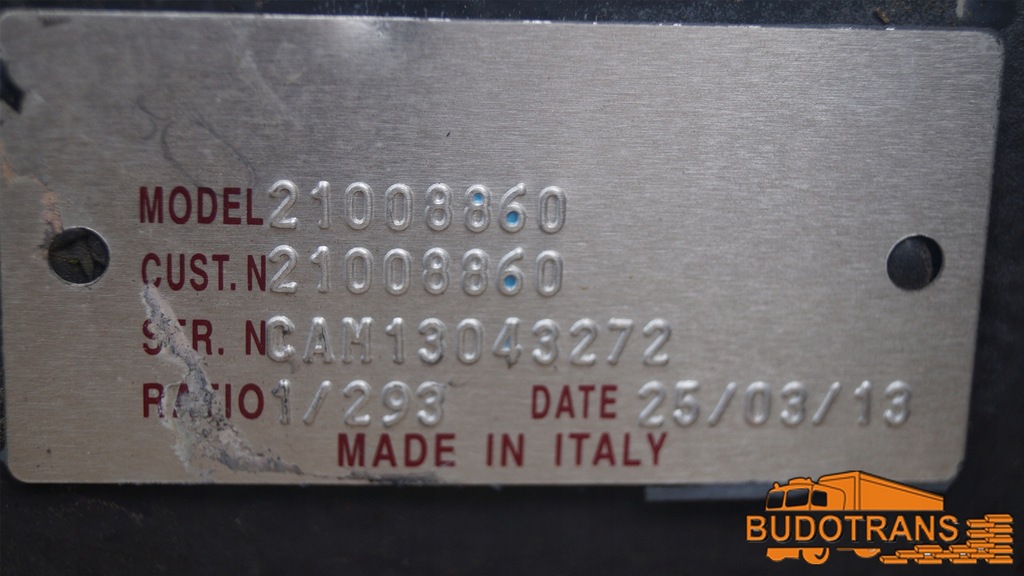 MODEL 21008860
CUST. N 21008860
SER. N CAM13043272
RATIO 1/293 DATE 25/03/13
MADE IN ITALY
BUDOTRANS